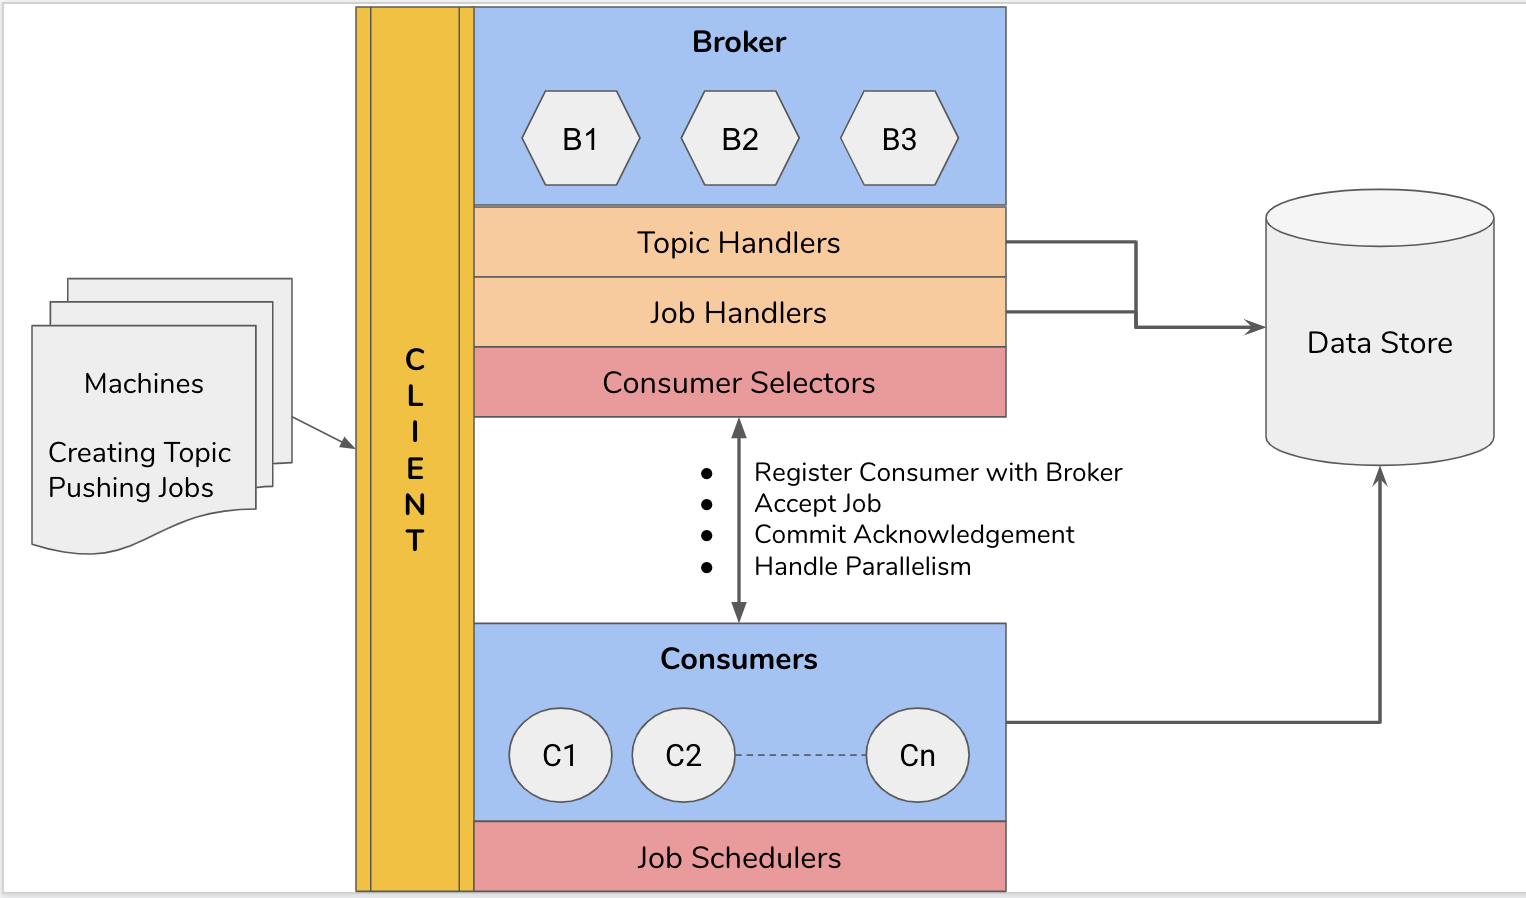 Broker
B1 B2 B3
Topic Handlers
Job Handlers
Consumer Selectors
Machines
Creating Topic
Pushing Jobs
C
L
I
E
N
T
● Register Consumer with Broker
● Accept Job
● Commit Acknowledgement
● Handle Parallelism
Data Store
Consumers
C1 C2 Cn
Job Schedulers